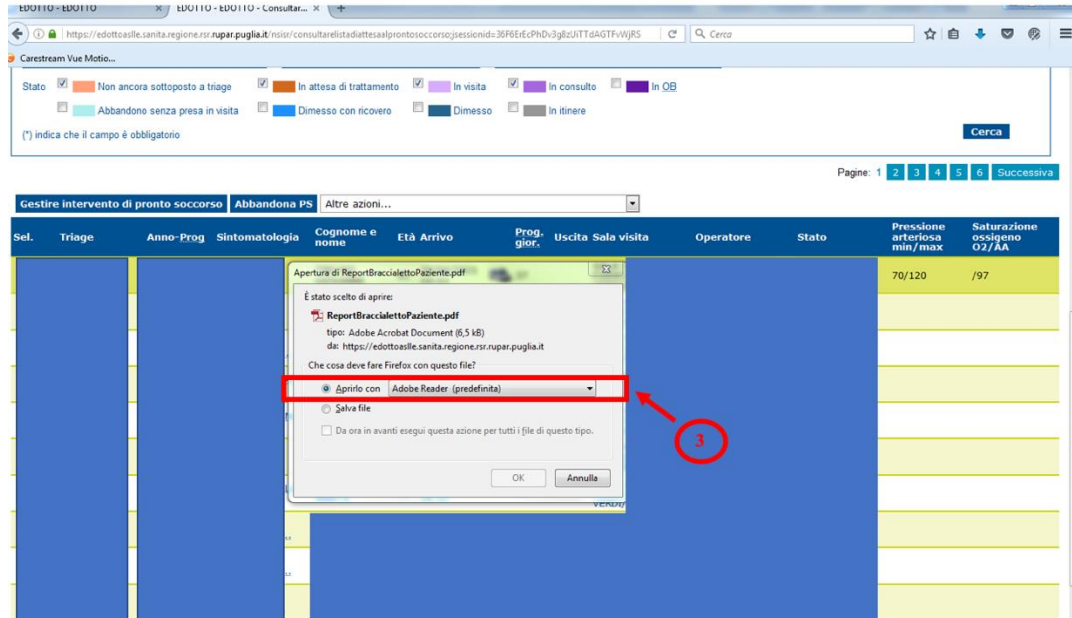 EDOTTO - EDOTTO
EDOTTO - EDOTTO - Consultar...
https://edottoaslle.sanita.regione.rsr.rupar.puglia.it/nsisr/consultarelistadiattesaalprontosoccorso;jsessionid=36F6ErEcPhDv3g8zUiTTdAGTFvWjRS
Cerca
Carestream Vue Motio...
Stato Non ancora sottoposto a triage In attesa di trattamento In visita In consulto In OB
Abbandono senza presa in visita Dimesso con ricovero Dimesso In itinere
(*) indica che il campo è obbligatorio
Cerca
Pagine: 1 2 3 4 5 6 Successiva
Gestire intervento di pronto soccorso Abbandona PS Altre azioni...
Sel. Triage Anno-Prog Sintomatologia Cognome e nome Età Arrivo Prog. gior. Uscita Sala visita Operatore Stato Pressione arteriosa min/max Saturazione ossigeno O2/AA
70/120 /97
Apertura di ReportBraccialettoPaziente.pdf
È stato scelto di aprire:
ReportBraccialettoPaziente.pdf
tipo: Adobe Acrobat Document (6,5 kB)
da: https://edottoaslle.sanita.regione.rsr.rupar.puglia.it
Che cosa deve fare Firefox con questo file?
Aprirlo con Adobe Reader (predefinita)
Salva file
Da ora in avanti esegui questa azione per tutti i file di questo tipo.
3
OK Annulla
VERDI)